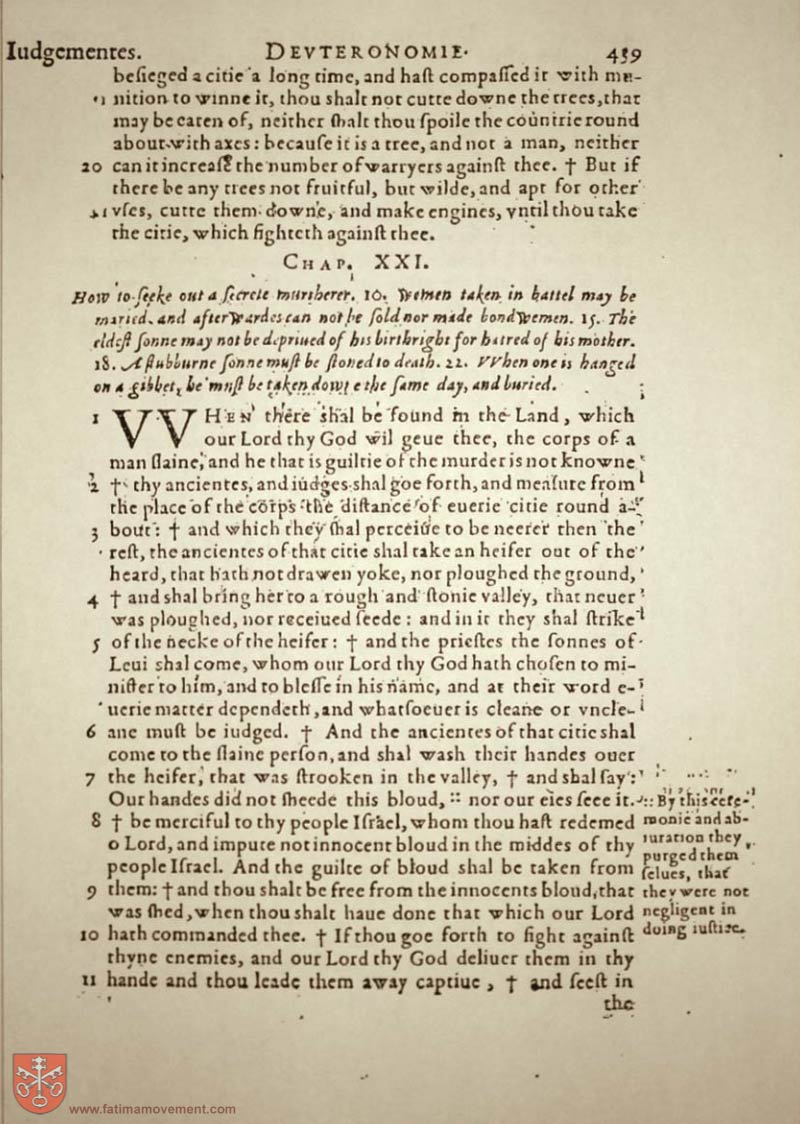 Iudgementes. DEVTERONOMIE. 459
besieged a citie a long time, and hast compassed it with mu-
nition to winne it, thou shalt not cutte downe the trees, that
may be eaten of, neither shalt thou spoile the countrie round
about with axes: because it is a tree, and not a man, neither
20 can it increase the number of warryers against thee. † But if
there be any trees not fruitful, but wilde, and apt for other
vses, cutte them downe, and make engines, vntil thou take
the citie, which fighteth against thee.
CHAP. XXI.
How to seeke out a secrete murtherer. 10. Wemen taken in battel may be
maried, and afterwardes can not be sold nor made bondwemen. 15. The
eldest sonne may not be depriued of his birthright for hatred of his mother.
18. A stubburne sonne must be stoned to death. 22. VVhen one is hanged
on a gibbet, he must be taken downe the same day, and buried.
1 VVHEN there shal be found in the Land, which
our Lord thy God wil geue thee, the corps of a
man slaine, and he that is guiltie of the murder is not knowne
2 † thy ancientes, and iudges shal goe forth, and measure from
the place of the corps the distance of euerie citie round a-
3 bout: † and which they shal perceiue to be neerer then the
rest, the ancientes of that citie shal take an heifer out of the
heard, that hath not drawen yoke, nor ploughed the ground,
4 † and shal bring her to a rough and stonie valley, that neuer
was ploughed, nor receiued seede: and in it they shal strike
5 of the necke of the heifer: † and the priestes the sonnes of
Leui shal come, whom our Lord thy God hath chosen to mi-
nister to him, and to blesse in his name, and at their word e-
uerie matter dependeth, and whatsoeuer is cleane or vncle-
6 ane must be iudged. † And the ancientes of that citie shal
come to the slaine person, and shal wash their handes ouer
7 the heifer, that was strooken in the valley, † and shal say:
Our handes did not sheede this bloud, :: nor our eies seee it.
8 † be merciful to thy people Israel, whom thou hast redemed
o Lord, and impute not innocent bloud in the middes of thy
people Israel. And the guilte of bloud shal be taken from
9 them: † and thou shalt be free from the innocents bloud, that
was shed, when thou shalt haue done that which our Lord
10 hath commanded thee. † If thou goe forth to fight against
thyne enemies, and our Lord thy God deliuer them in thy
11 hande and thou leade them away captiue, † and seest in
the
:: By this cere-
monie and ab-
iuration they
purged them
selues, that
they were not
negligent in
doing iustice.
www.fatimamovement.com